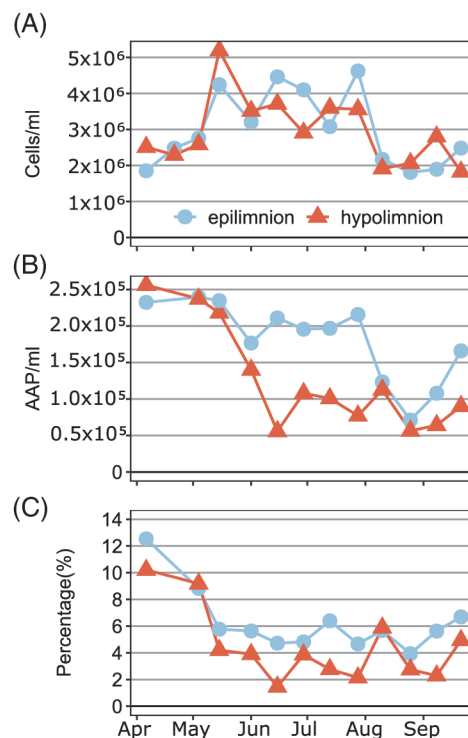 (A)
Cells/ml
5x10⁶
4x10⁶
3x10⁶
2x10⁶
1x10⁶
0
epilimnion hypolimnion
(B)
AAP/ml
2.5x10⁵
2.0x10⁵
1.5x10⁵
1.0x10⁵
0.5x10⁵
0
(C)
Percentage(%)
14
12
10
8
6
4
2
0
Apr May Jun Jul Aug Sep